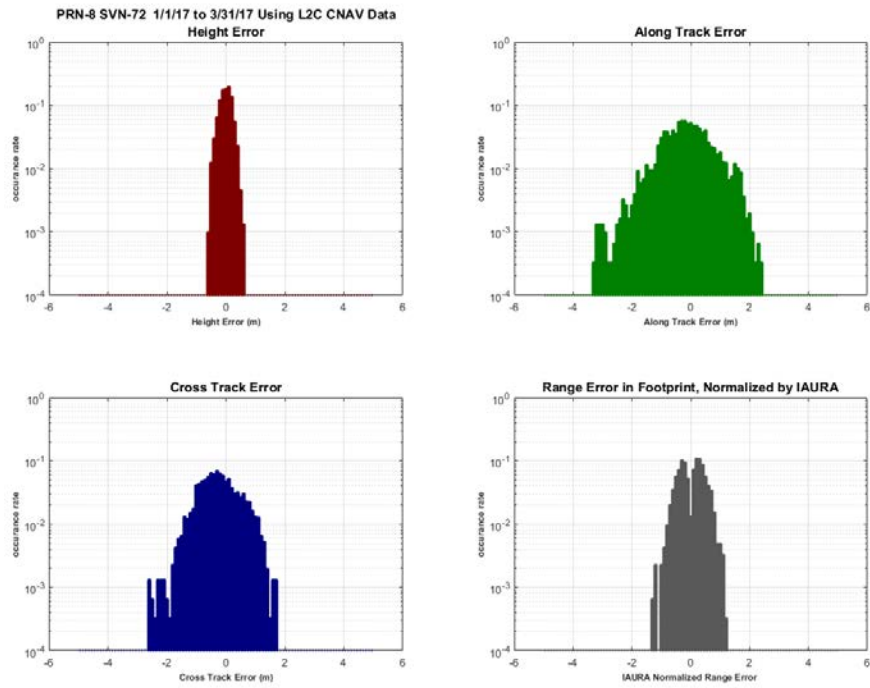 PRN-8 SVN-72 1/1/17 to 3/31/17 Using L2C CNAV Data
Height Error
10^0
10^-1
10^-2
10^-3
10^-4
occurance rate
-6 -4 -2 0 2 4 6
Height Error (m)
Along Track Error
10^0
10^-1
10^-2
10^-3
10^-4
occurance rate
-6 -4 -2 0 2 4 6
Along Track Error (m)
Cross Track Error
10^0
10^-1
10^-2
10^-3
10^-4
occurance rate
-6 -4 -2 0 2 4 6
Cross Track Error (m)
Range Error in Footprint, Normalized by IAURA
10^0
10^-1
10^-2
10^-3
10^-4
occurance rate
-6 -4 -2 0 2 4 6
IAURA Normalized Range Error